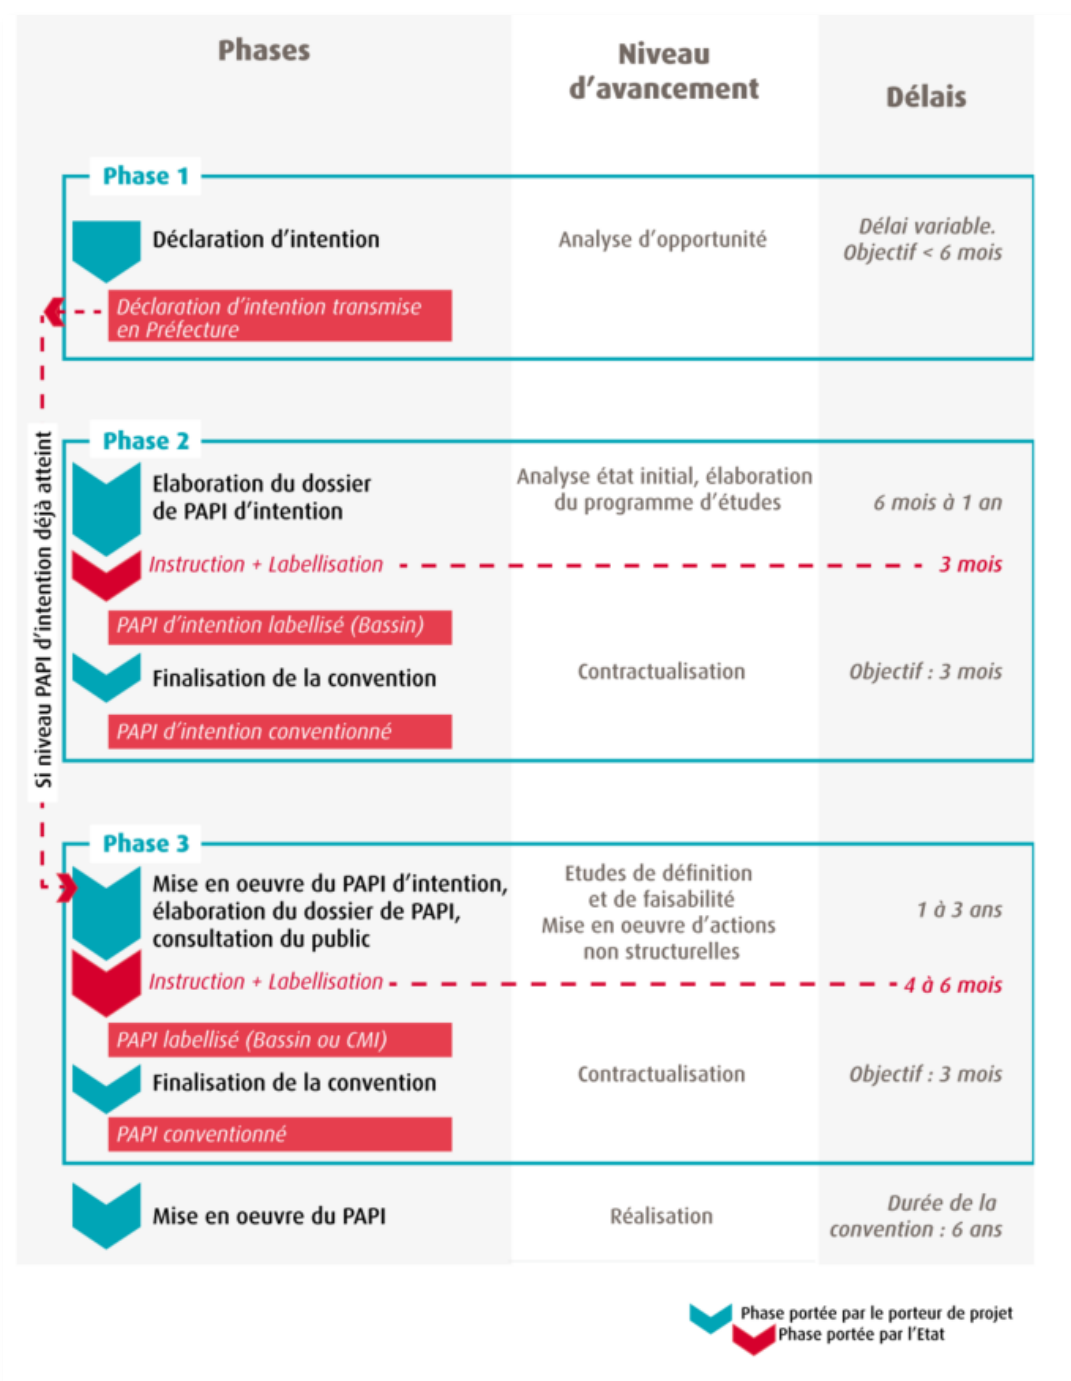 Phases
Niveau
d'avancement
Délais
Phase 1
Déclaration d'intention
Analyse d'opportunité
Délai variable.
Objectif < 6 mois
Déclaration d'intention transmise
en Préfecture
Si niveau PAPI d'intention déjà atteint
Phase 2
Elaboration du dossier
de PAPI d'intention
Analyse état initial, élaboration
du programme d'études
6 mois à 1 an
Instruction + Labellisation
3 mois
PAPI d'intention labellisé (Bassin)
Finalisation de la convention
Contractualisation
Objectif : 3 mois
PAPI d'intention conventionné
Phase 3
Mise en oeuvre du PAPI d'intention,
élaboration du dossier de PAPI,
consultation du public
Etudes de définition
et de faisabilité
Mise en oeuvre d'actions
non structurelles
1 à 3 ans
Instruction + Labellisation
4 à 6 mois
PAPI labellisé (Bassin ou CMI)
Finalisation de la convention
Contractualisation
Objectif : 3 mois
PAPI conventionné
Mise en oeuvre du PAPI
Réalisation
Durée de la
convention : 6 ans
Phase portée par le porteur de projet
Phase portée par l'Etat